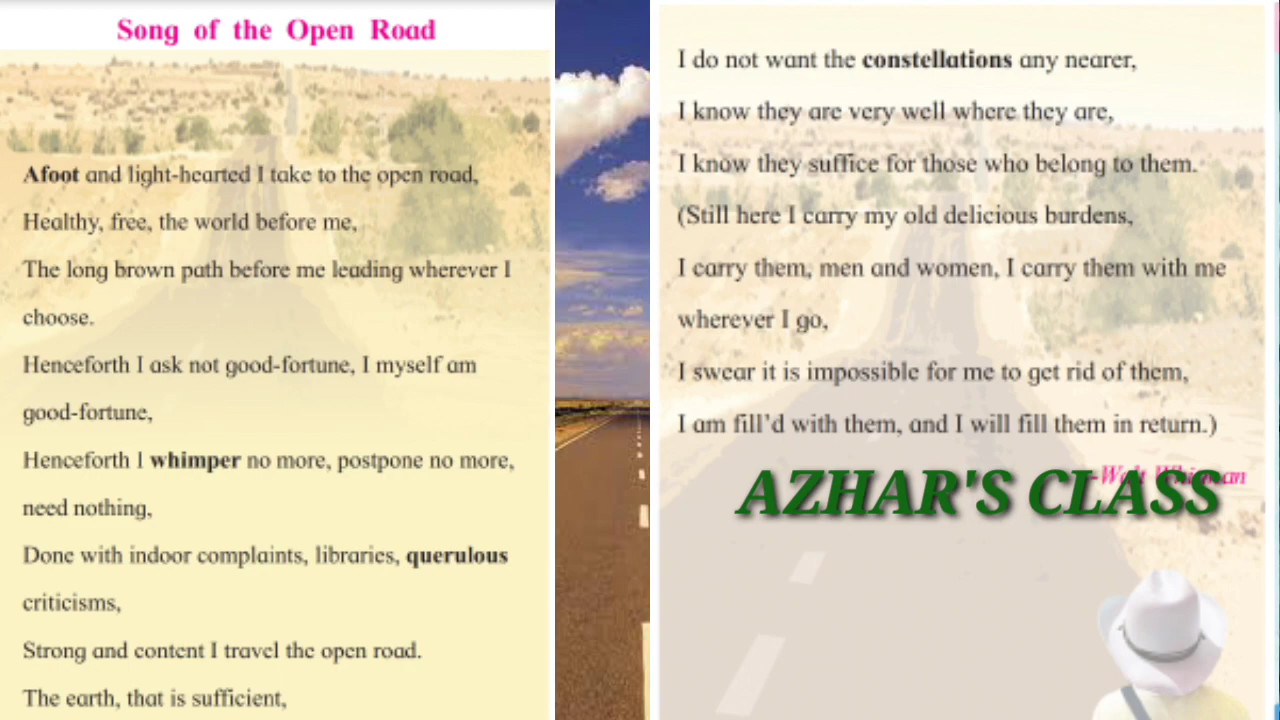 Song of the Open Road
Afoot and light-hearted I take to the open road,
Healthy, free, the world before me,
The long brown path before me leading wherever I
choose.
Henceforth I ask not good-fortune, I myself am
good-fortune,
Henceforth I whimper no more, postpone no more,
need nothing,
Done with indoor complaints, libraries, querulous
criticisms,
Strong and content I travel the open road.
The earth, that is sufficient,
I do not want the constellations any nearer,
I know they are very well where they are,
I know they suffice for those who belong to them.
(Still here I carry my old delicious burdens,
I carry them, men and women, I carry them with me
wherever I go,
I swear it is impossible for me to get rid of them,
I am fill'd with them, and I will fill them in return.)
-Walt Whitman
AZHAR'S CLASS